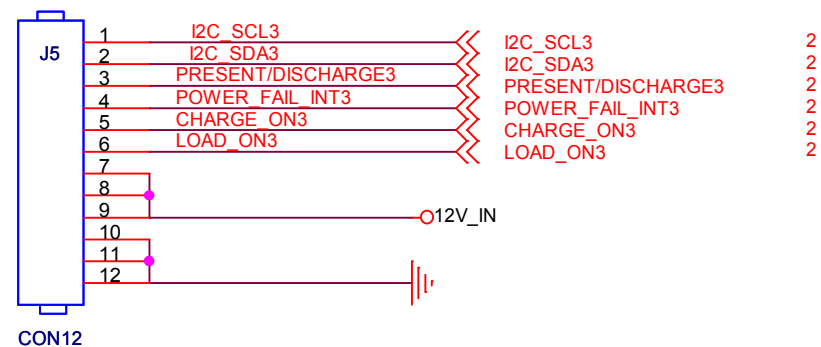 J5
1 I2C_SCL3 I2C_SCL3 2
2 I2C_SDA3 I2C_SDA3 2
3 PRESENT/DISCHARGE3 PRESENT/DISCHARGE3 2
4 POWER_FAIL_INT3 POWER_FAIL_INT3 2
5 CHARGE_ON3 CHARGE_ON3 2
6 LOAD_ON3 LOAD_ON3 2
7
8
9 12V_IN
10
11
12
CON12